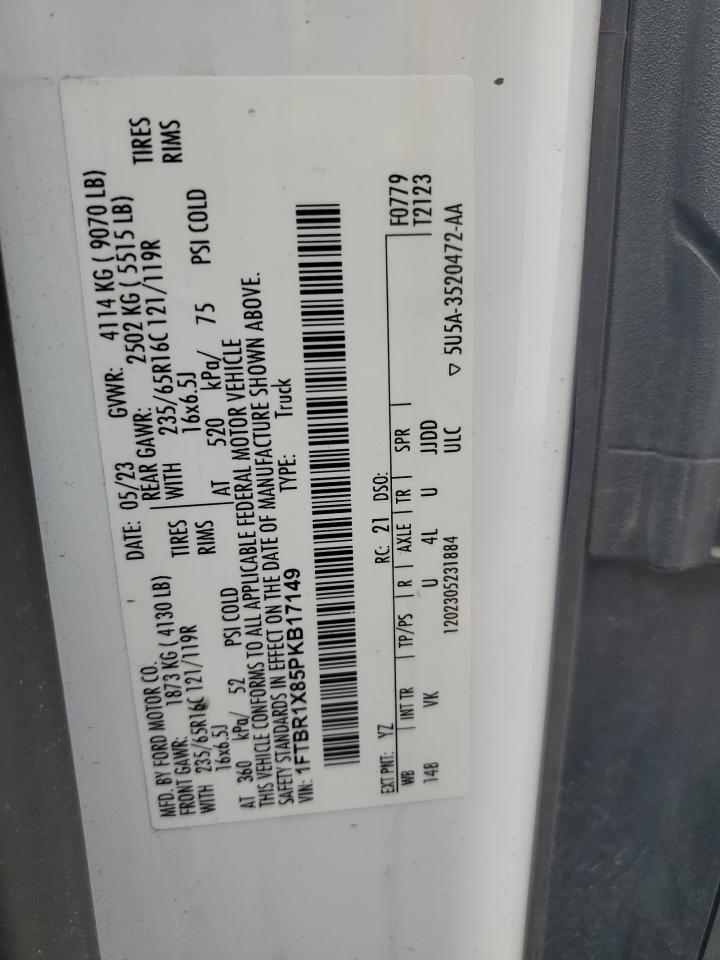 MFD. BY FORD MOTOR CO.
DATE: 05/23 GVWR: 4114 KG ( 9070 LB)
FRONT GAWR: 1873 KG ( 4130 LB) REAR GAWR: 2502 KG ( 5515 LB)
WITH 235/65R16C 121/119R TIRES WITH 235/65R16C 121/119R TIRES
16x6.5J RIMS 16x6.5J RIMS
AT 360 kPa/ 52 PSI COLD AT 520 kPa/ 75 PSI COLD
THIS VEHICLE CONFORMS TO ALL APPLICABLE FEDERAL MOTOR VEHICLE
SAFETY STANDARDS IN EFFECT ON THE DATE OF MANUFACTURE SHOWN ABOVE.
VIN: 1FTBR1X85PKB17149 TYPE: Truck
EXT PNT: YZ RC: 21 DSO: F0779
WB INT TR TP/PS R AXLE TR SPR T2123
148 VK U 4L U JJDD
1202305231884 ULC ▽ 5U5A-3520472-AA